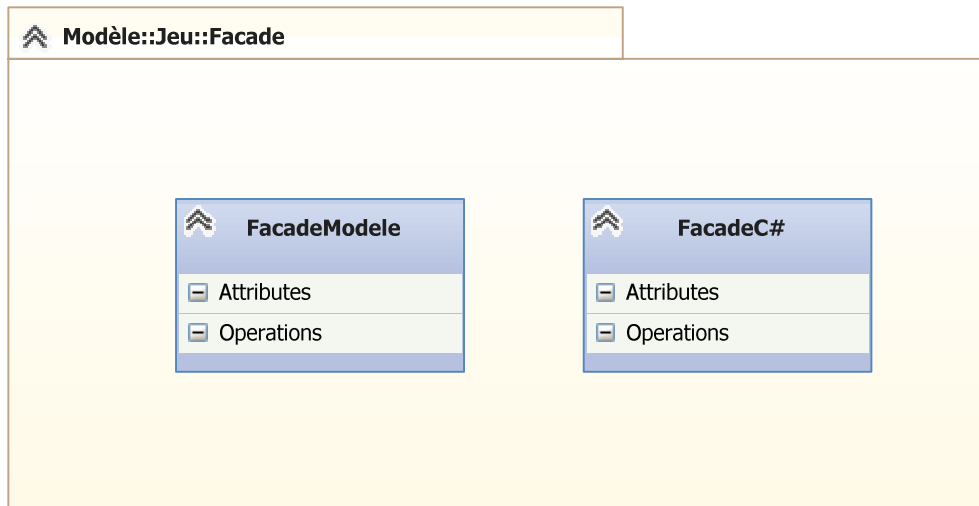 Modèle::Jeu::Facade
FacadeModele
FacadeC#
Attributes
Attributes
Operations
Operations